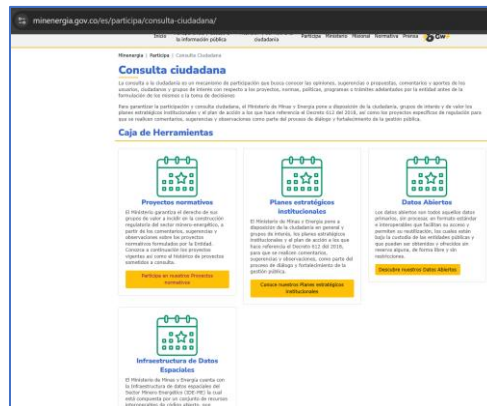 minenergia.gov.co/es/participa/consulta-ciudadana/
Inicio
la información pública
ciudadanía
Participa Ministerio Misional Normativa Prensa
Minenergía / Participa / Consulta Ciudadana
Consulta ciudadana
La consulta a la ciudadanía es un mecanismo de participación que busca conocer las opiniones, sugerencias o propuestas, comentarios y aportes de los
usuarios, ciudadanos y grupos de interés con respecto a los proyectos, normas, políticas, programas o trámites adelantados por la entidad antes de la
formulación de los mismos o la toma de decisiones
Para garantizar la participación y consulta ciudadana, el Ministerio de Minas y Energía pone a disposición de la ciudadanía, grupos de interés y de valor los
planes estratégicos institucionales y el plan de acción a los que hace referencia el Decreto 612 del 2018, así como los proyectos específicos de regulación para
que se realicen comentarios, sugerencias y observaciones como parte del proceso de diálogo y fortalecimiento de la gestión pública.
Caja de Herramientas
Proyectos normativos
El Ministerio garantiza el derecho de sus
grupos de valor a incidir en la construcción
regulatoria del sector minero energético, a
partir de los comentarios, sugerencias y
observaciones sobre los proyectos
normativos formulados por la Entidad.
Conozca a continuación los proyectos
vigentes así como el histórico de proyectos
sometidos a consulta.
Participa en nuestros Proyectos
normativos
Planes estratégicos
institucionales
El Ministerio de Minas y Energía pone a
disposición de la ciudadanía en general y
grupos de interés, los planes estratégicos
institucionales y el plan de acción a los que
hace referencia el Decreto 612 del 2018,
para que se realicen comentarios,
sugerencias y observaciones, como parte del
proceso de diálogo y fortalecimiento de la
gestión pública.
Conoce nuestros Planes estratégicos
institucionales
Datos Abiertos
Los datos abiertos son todos aquellos datos
primarios, sin procesar, en formato estándar
e interoperables que facilitan su acceso y
permiten su reutilización, los cuales están
bajo la custodia de las entidades públicas y
que pueden ser obtenidos y ofrecidos sin
reserva alguna, de forma libre y sin
restricciones.
Descubre nuestros Datos Abiertos
Infraestructura de Datos
Espaciales
El Ministerio de Minas y Energía cuenta con
la Infraestructura de datos espaciales del
Sector Minero Energético (IDE-ME) la cual
está compuesta por un conjunto de recursos